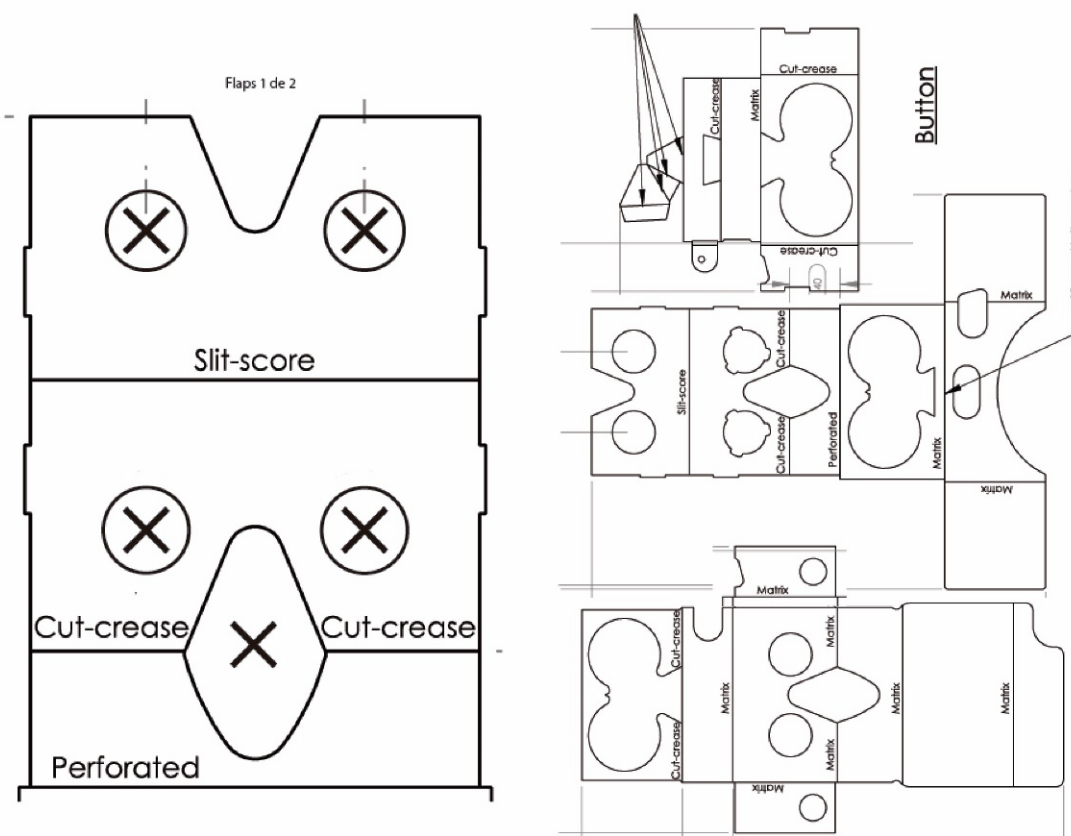 Flaps 1 de 2
Slit-score
Cut-crease
Cut-crease
Perforated
Button
Cut-crease
Cut-crease
Matrix
Cut-crease
40
Matrix
Slit-score
Cut-crease
Cut-crease
Perforated
Matrix
Matrix
Matrix
Cut-crease
Cut-crease
Matrix
Matrix
Matrix
Matrix
Matrix
Matrix